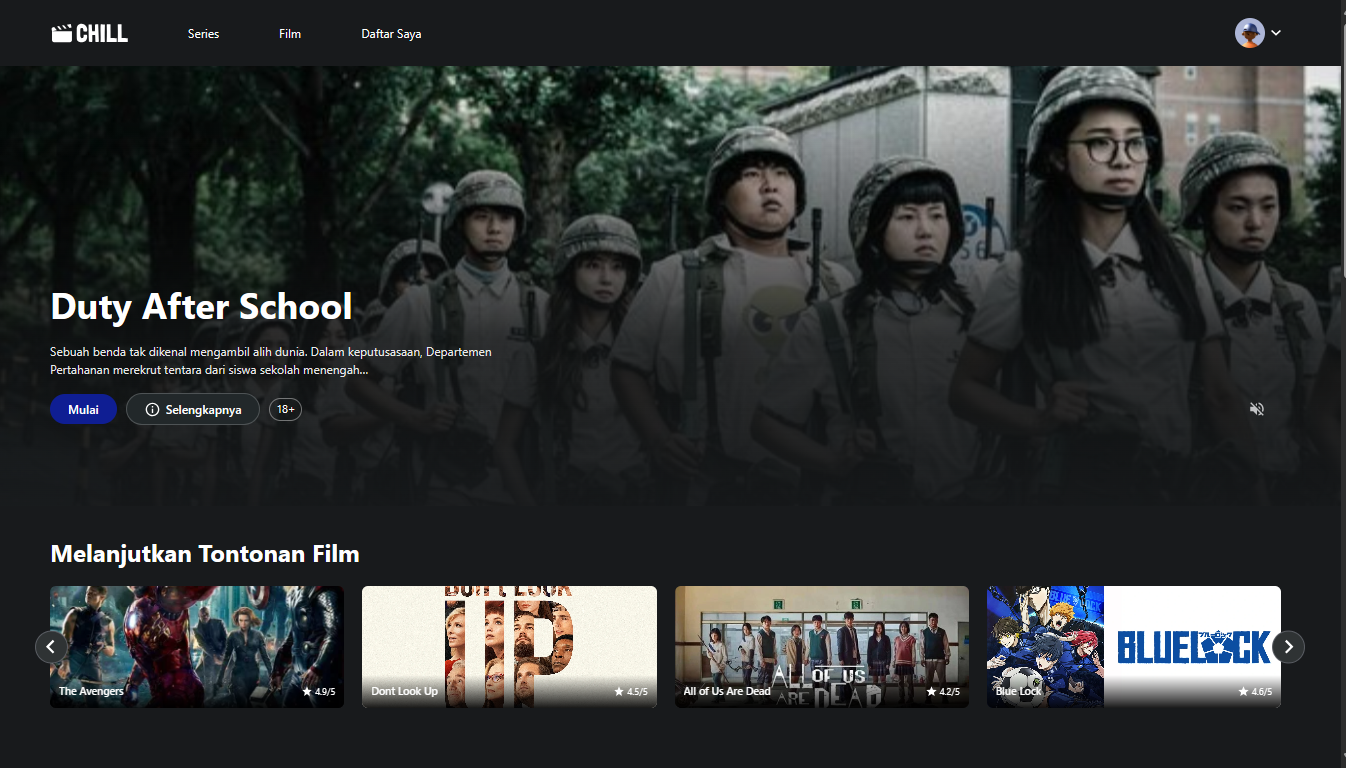 CHILL
Series
Film
Daftar Saya
Duty After School
Sebuah benda tak dikenal mengambil alih dunia. Dalam keputusasaan, Departemen
Pertahanan merekrut tentara dari siswa sekolah menengah...
Mulai
Selengkapnya
18+
Melanjutkan Tontonan Film
The Avengers
4.9/5
DON'T LOOK
UP
Dont Look Up
4.5/5
ALL OF US
ARE DEAD
All of Us Are Dead
4.2/5
BLUELOCK
BLUELOCK
Blue Lock
4.6/5